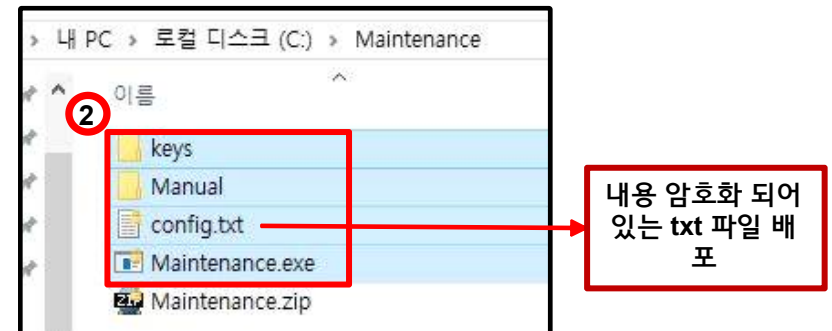 › 내 PC › 로컬 디스크 (C:) › Maintenance
이름
2
keys
Manual
config.txt
Maintenance.exe
Maintenance.zip
내용 암호화 되어
있는 txt 파일 배
포